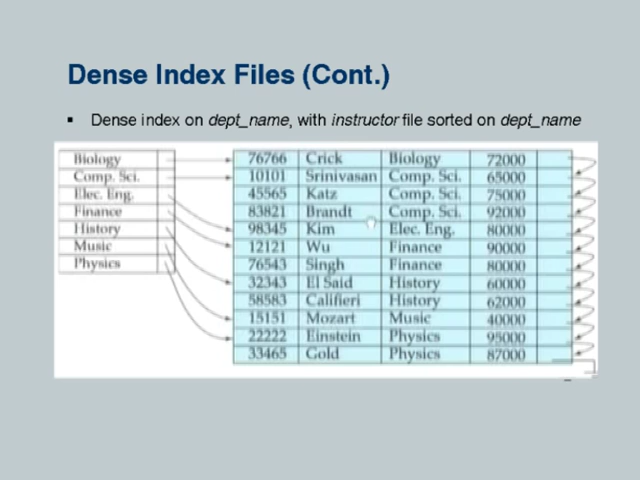 Dense Index Files (Cont.)
▪ Dense index on dept_name, with instructor file sorted on dept_name
Biology
Comp. Sci.
Elec. Eng.
Finance
History
Music
Physics
76766 Crick Biology 72000
10101 Srinivasan Comp. Sci. 65000
45565 Katz Comp. Sci. 75000
83821 Brandt Comp. Sci. 92000
98345 Kim Elec. Eng. 80000
12121 Wu Finance 90000
76543 Singh Finance 80000
32343 El Said History 60000
58583 Califieri History 62000
15151 Mozart Music 40000
22222 Einstein Physics 95000
33465 Gold Physics 87000